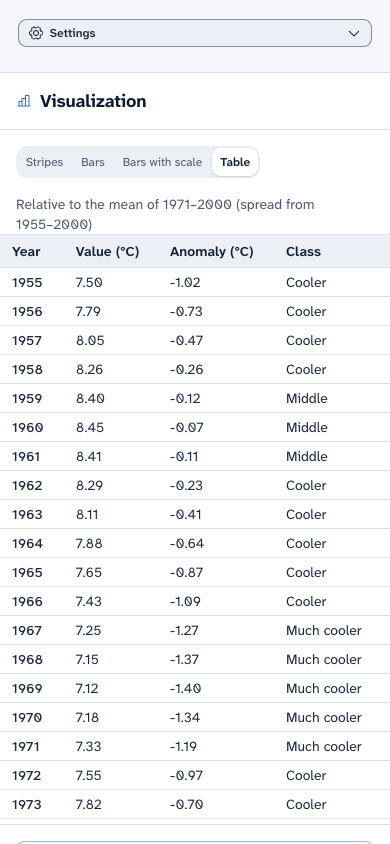 Settings
Visualization
Stripes Bars Bars with scale Table
Relative to the mean of 1971–2000 (spread from
1955–2000)
Year Value (°C) Anomaly (°C) Class
1955 7.50 -1.02 Cooler
1956 7.79 -0.73 Cooler
1957 8.05 -0.47 Cooler
1958 8.26 -0.26 Cooler
1959 8.40 -0.12 Middle
1960 8.45 -0.07 Middle
1961 8.41 -0.11 Middle
1962 8.29 -0.23 Cooler
1963 8.11 -0.41 Cooler
1964 7.88 -0.64 Cooler
1965 7.65 -0.87 Cooler
1966 7.43 -1.09 Cooler
1967 7.25 -1.27 Much cooler
1968 7.15 -1.37 Much cooler
1969 7.12 -1.40 Much cooler
1970 7.18 -1.34 Much cooler
1971 7.33 -1.19 Much cooler
1972 7.55 -0.97 Cooler
1973 7.82 -0.70 Cooler